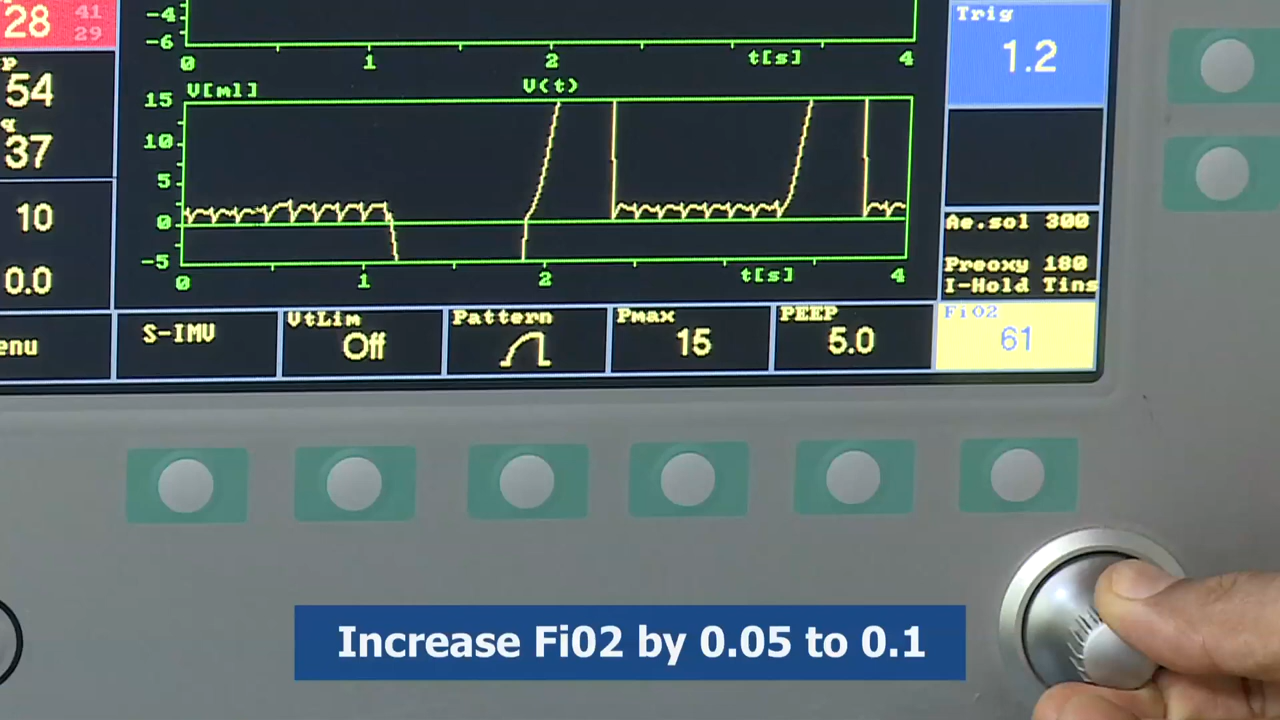 28 41
29
P
54
37
10
0.0
-4
-6
0 1 2 t[s] 4
V[ml] V(t)
15
10
5
0
-5
0 1 2 t[s] 4
Trig
1.2
Ae.sol 300
Preoxy 180
I-Hold Tins
enu
S-IMV
VtLim
Off
Pattern
Pmax
15
PEEP
5.0
FiO2
61
Increase Fi02 by 0.05 to 0.1